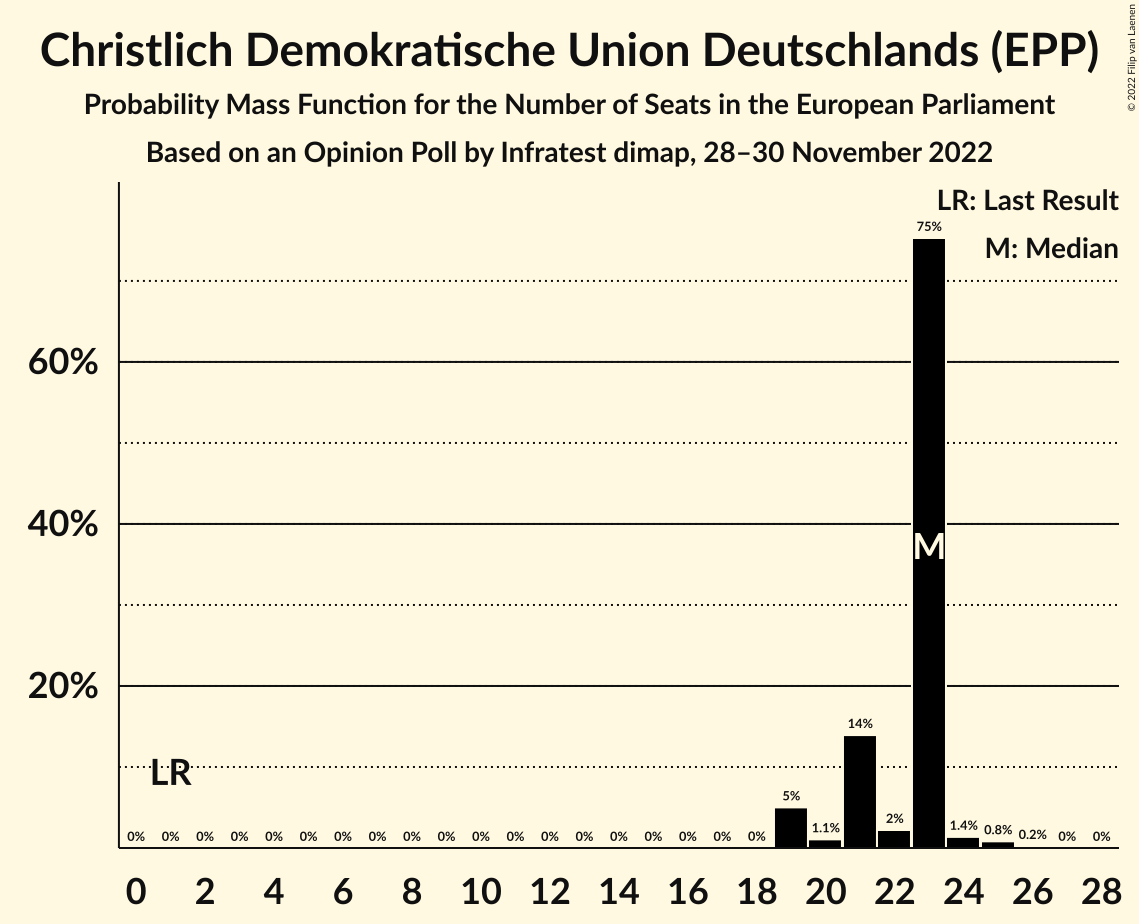 Christlich Demokratische Union Deutschlands (EPP)
Probability Mass Function for the Number of Seats in the European Parliament
Based on an Opinion Poll by Infratest dimap, 28–30 November 2022
© 2022 Filip van Laenen
LR: Last Result
M: Median
75%
60%
40%
M
20%
14%
LR
5%
0% 0% 0% 0% 0% 0% 0% 0% 0% 0% 0% 0% 0% 0% 0% 0% 0% 0% 0% 1.1% 2% 1.4% 0.8% 0.2% 0% 0%
0 2 4 6 8 10 12 14 16 18 20 22 24 26 28